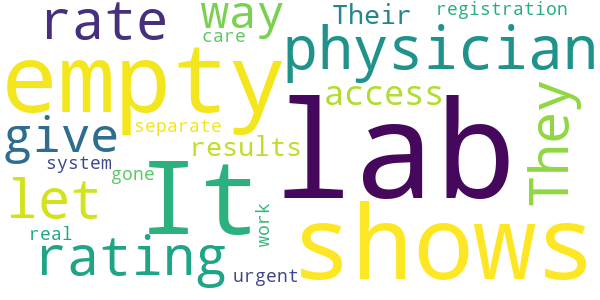 rate
way
Their
registration
care
physician
empty
access
They
give
separate
results
lab
system
gone
let
It
work
shows
real
rating
urgent